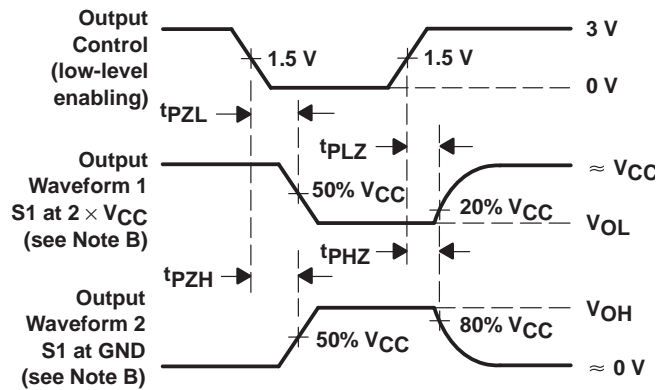 Output
Control
(low-level
enabling)
1.5 V
1.5 V
3 V
0 V
tPZL
tPLZ
Output
Waveform 1
S1 at 2 × VCC
(see Note B)
50% VCC
20% VCC
≈ VCC
VOL
tPZH
tPHZ
Output
Waveform 2
S1 at GND
(see Note B)
50% VCC
80% VCC
VOH
≈ 0 V